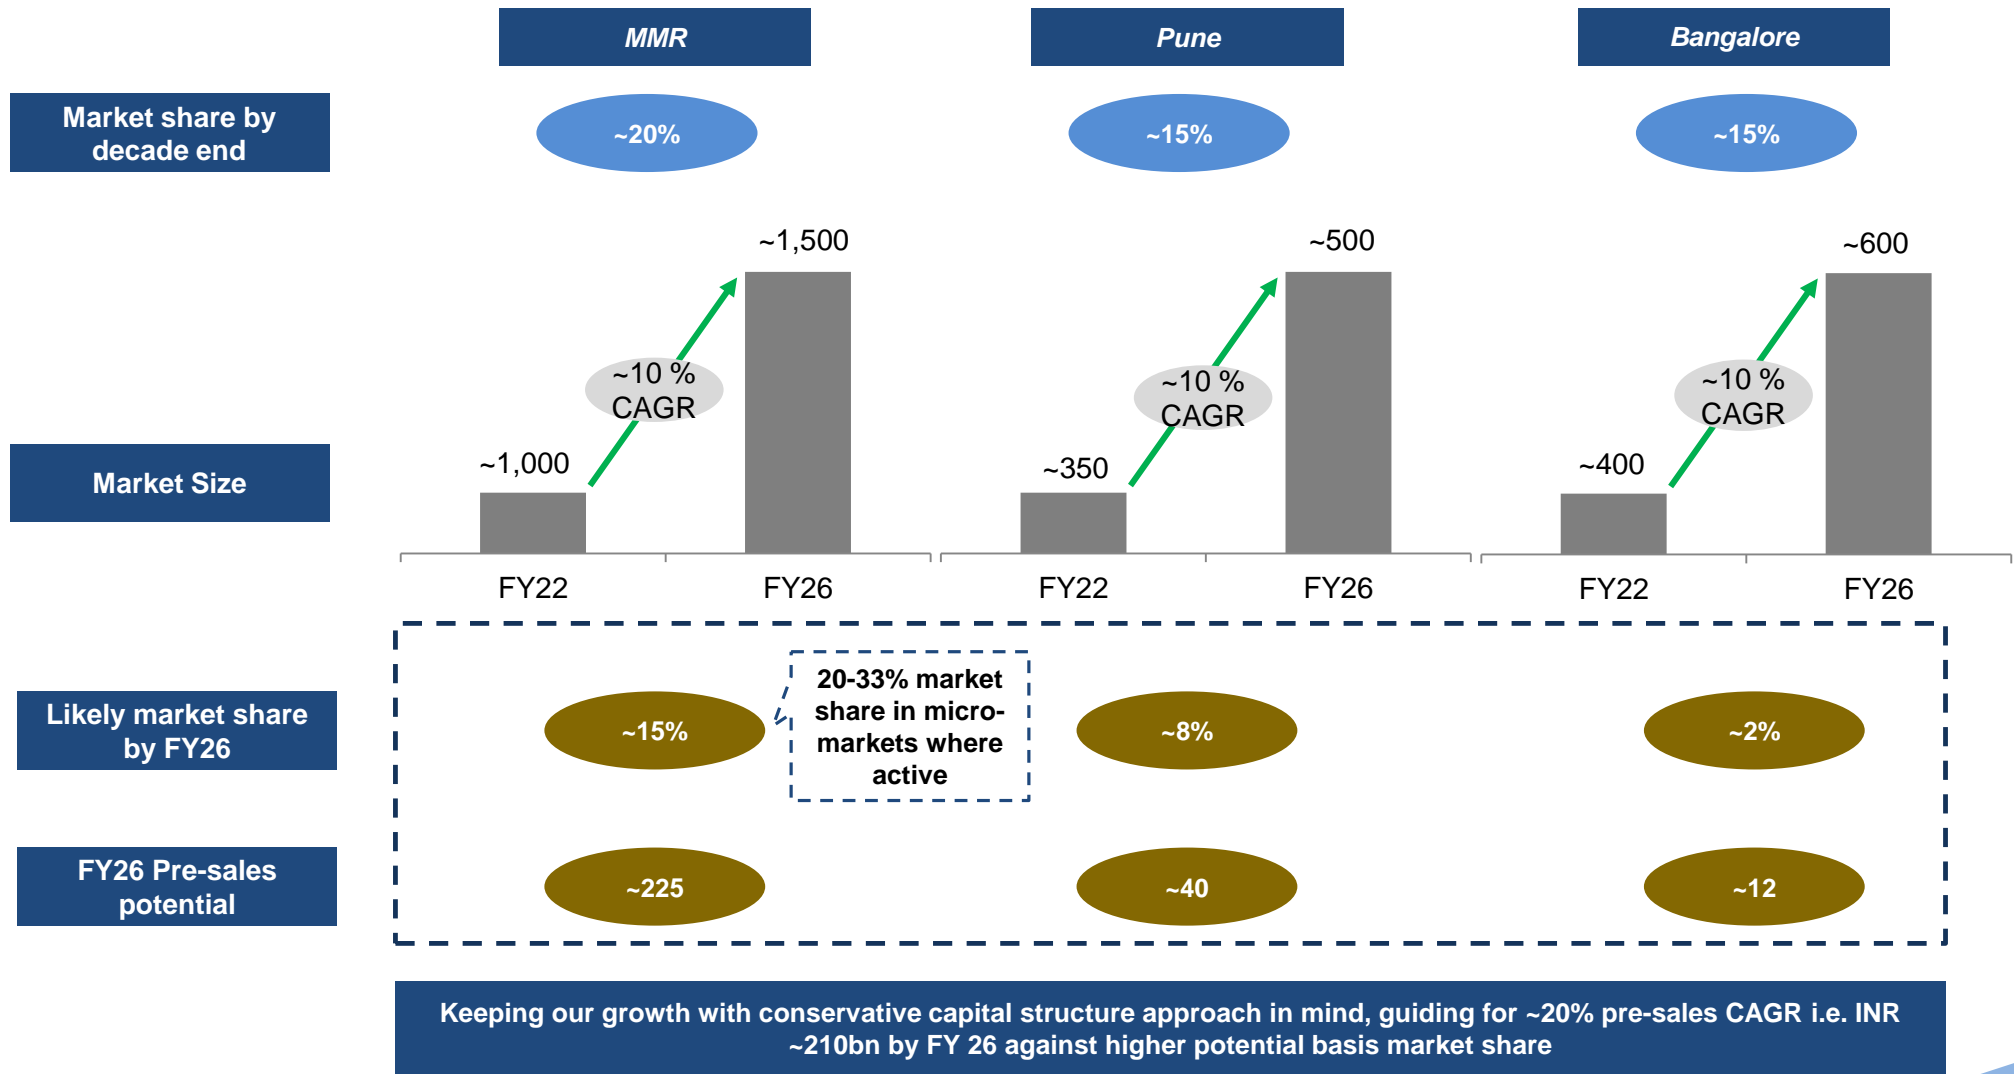 MMR
Pune
Bangalore
Market share by
decade end
~20%
~15%
~15%
Market Size
~1,000
~1,500
~10 %
CAGR
FY22
FY26
~350
~500
~10 %
CAGR
FY22
FY26
~400
~600
~10 %
CAGR
FY22
FY26
Likely market share
by FY26
~15%
20-33% market
share in micro-
markets where
active
~8%
~2%
FY26 Pre-sales
potential
~225
~40
~12
Keeping our growth with conservative capital structure approach in mind, guiding for ~20% pre-sales CAGR i.e. INR
~210bn by FY 26 against higher potential basis market share